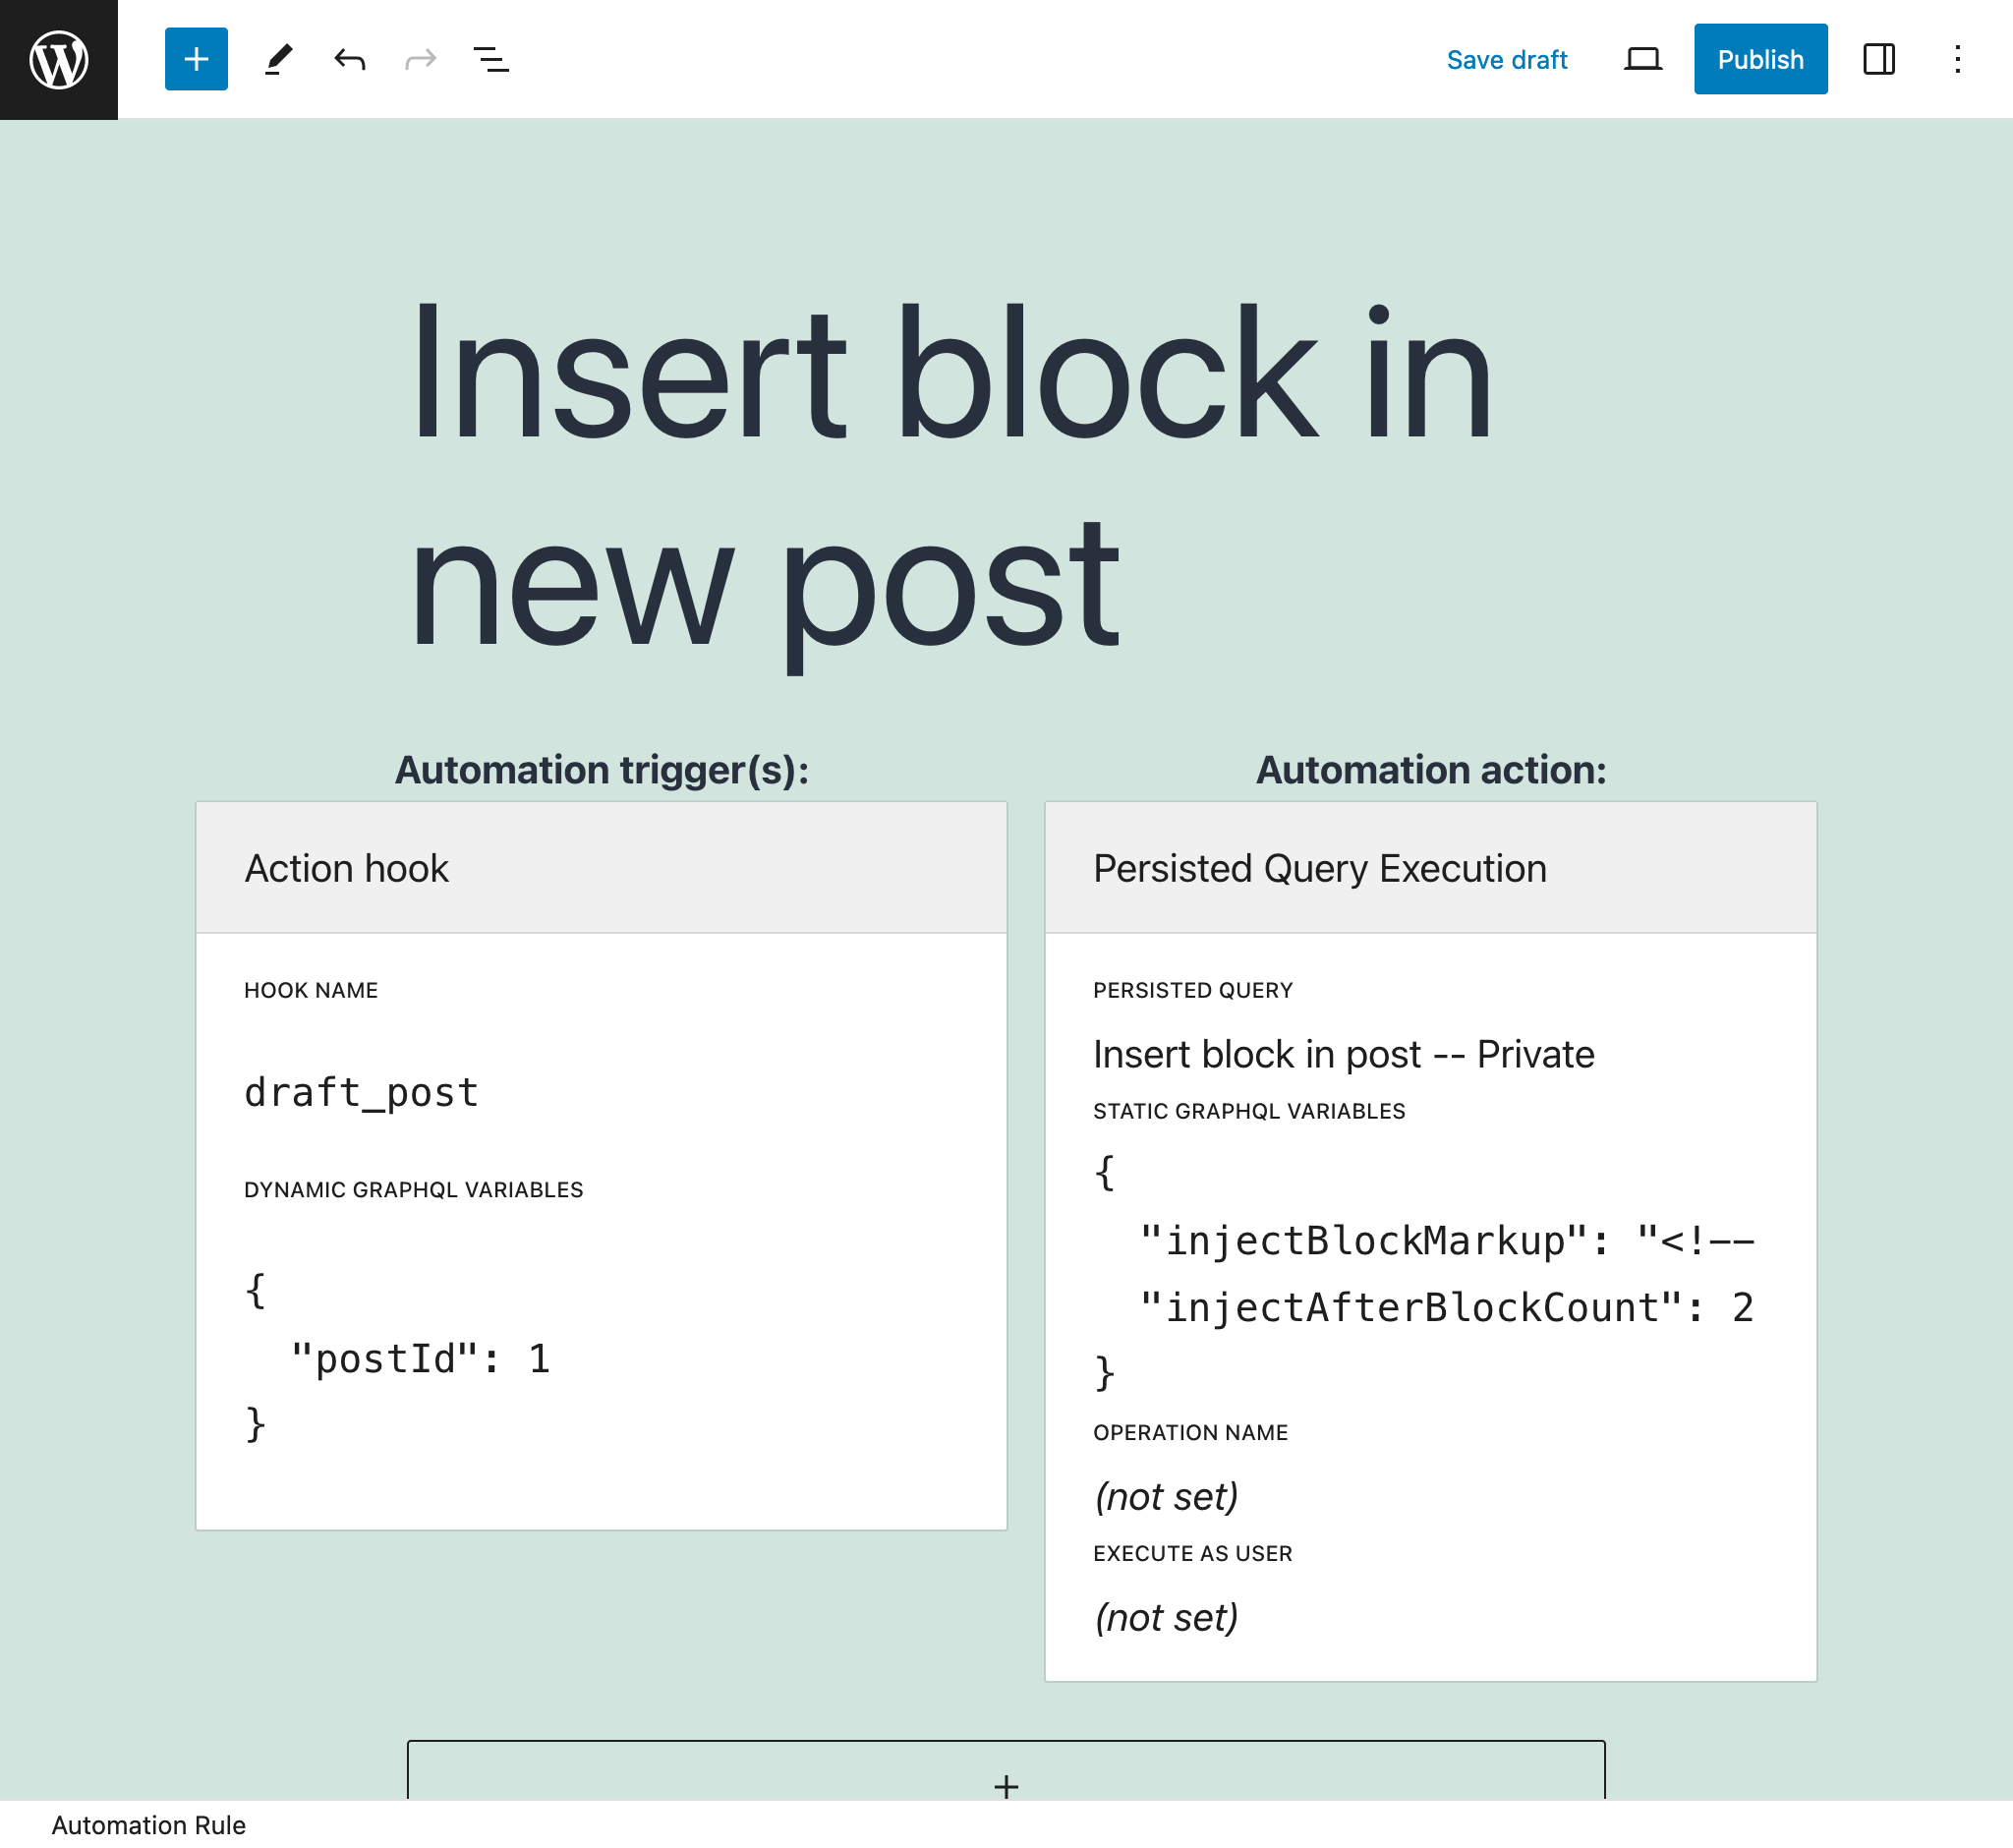 Save draft
Publish
Insert block in
new post
Automation trigger(s):
Action hook
HOOK NAME
draft_post
DYNAMIC GRAPHQL VARIABLES
{
"postId": 1
}
Automation action:
Persisted Query Execution
PERSISTED QUERY
Insert block in post -- Private
STATIC GRAPHQL VARIABLES
{
"injectBlockMarkup": "<!--
"injectAfterBlockCount": 2
}
OPERATION NAME
(not set)
EXECUTE AS USER
(not set)
Automation Rule